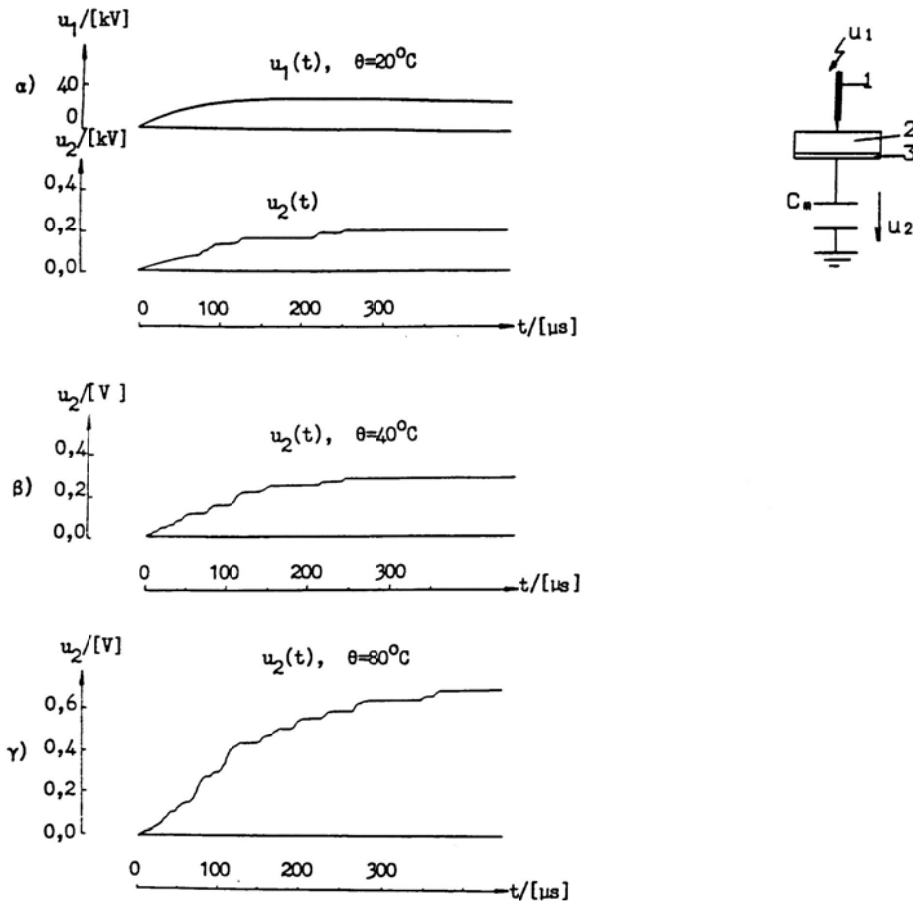 u₁/[kV]
α)
u₁(t), θ=20°C
40
0
u₂/[kV]
0,4
u₂(t)
0,2
0,0
0 100 200 300
t/[μs]
u₁
1
2
3
Cₘ
u₂
u₂/[V]
β)
u₂(t), θ=40°C
0,4
0,2
0,0
0 100 200 300
t/[μs]
u₂/[V]
γ)
u₂(t), θ=80°C
0,6
0,4
0,2
0,0
0 100 200 300
t/[μs]